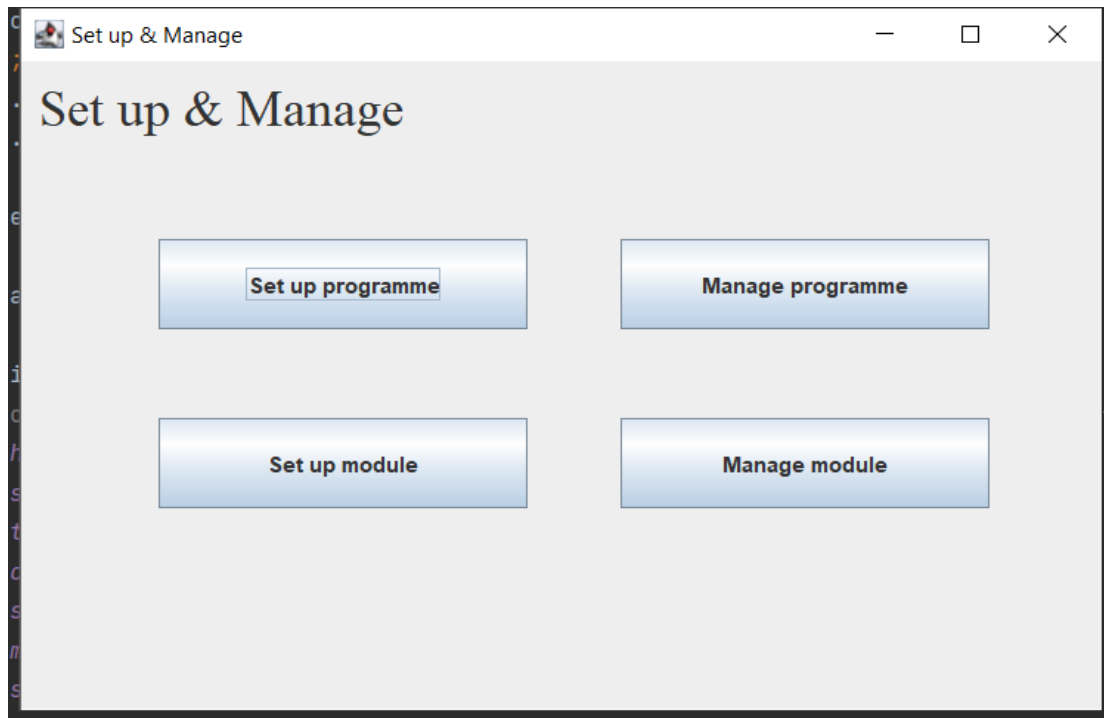 Set up & Manage
Set up & Manage
Set up programme
Manage programme
Set up module
Manage module